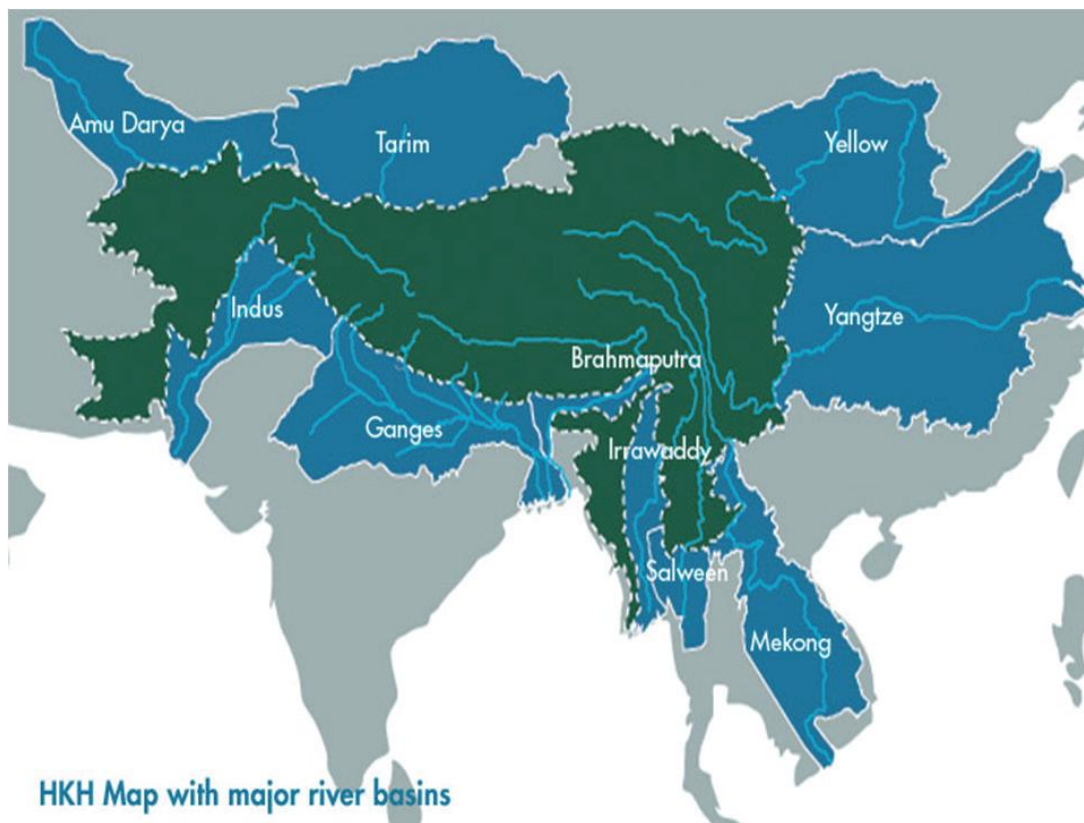 Amu Darya
Tarim
Yellow
Indus
Yangtze
Brahmaputra
Ganges
Irrawaddy
Salween
Mekong
HKH Map with major river basins